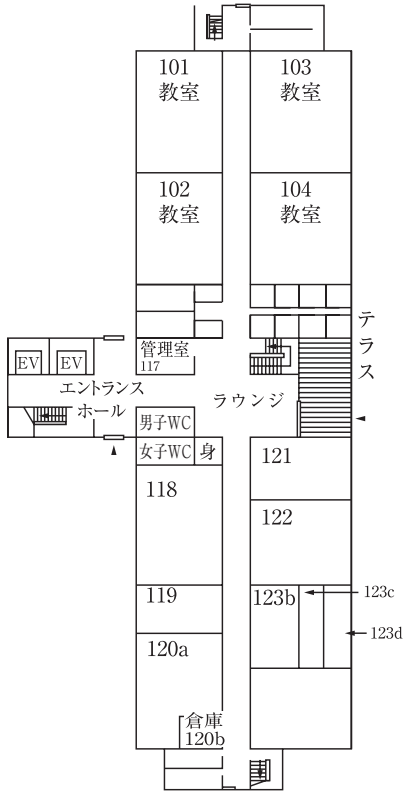 101
教室
103
教室
102
教室
104
教室
テラス
管理室
117
EV
EV
エントランス
ホール
ラウンジ
男子WC
女子WC
身
121
118
122
119
123b
123c
123d
120a
倉庫
120b